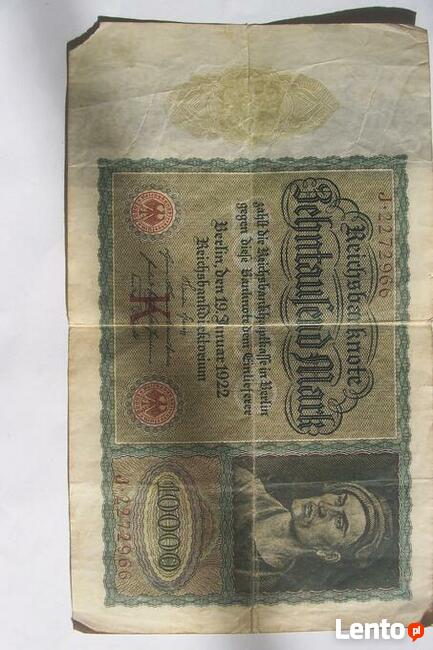 Reichsbanknote
Zehntausend Mark
zahlt die Reichsbankhauptkasse in Berlin
gegen diese Banknote dem Einlieferer
Berlin, den 19. Januar 1922
Reichsbankdirektorium
K
J·2272966
10000
J·2272966
Lento.pl